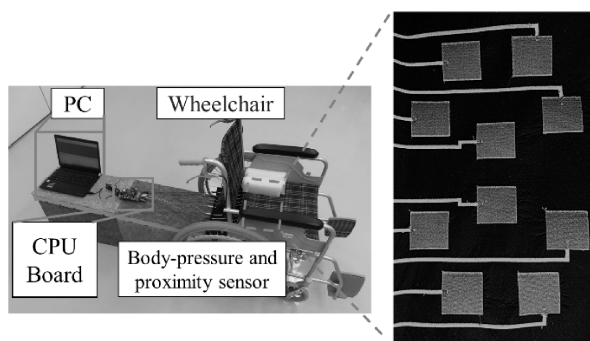 PC
Wheelchair
CPU
Board
Body-pressure and
proximity sensor